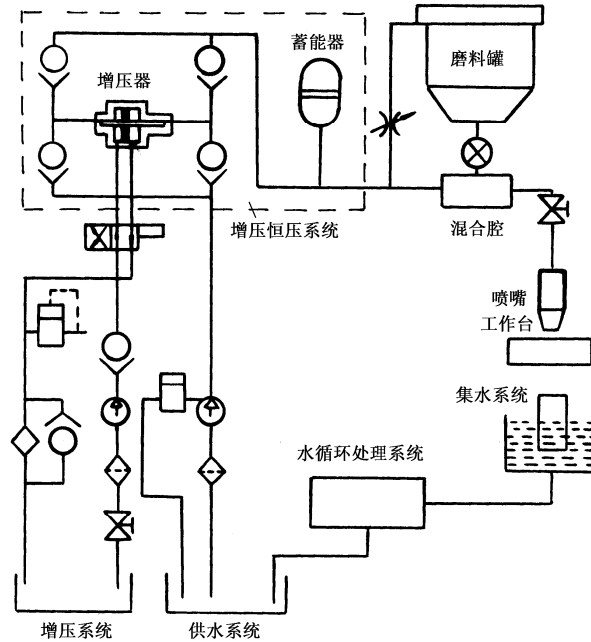 蓄能器
磨料罐
增压器
增压恒压系统
混合腔
喷嘴
工作台
集水系统
水循环处理系统
增压系统
供水系统